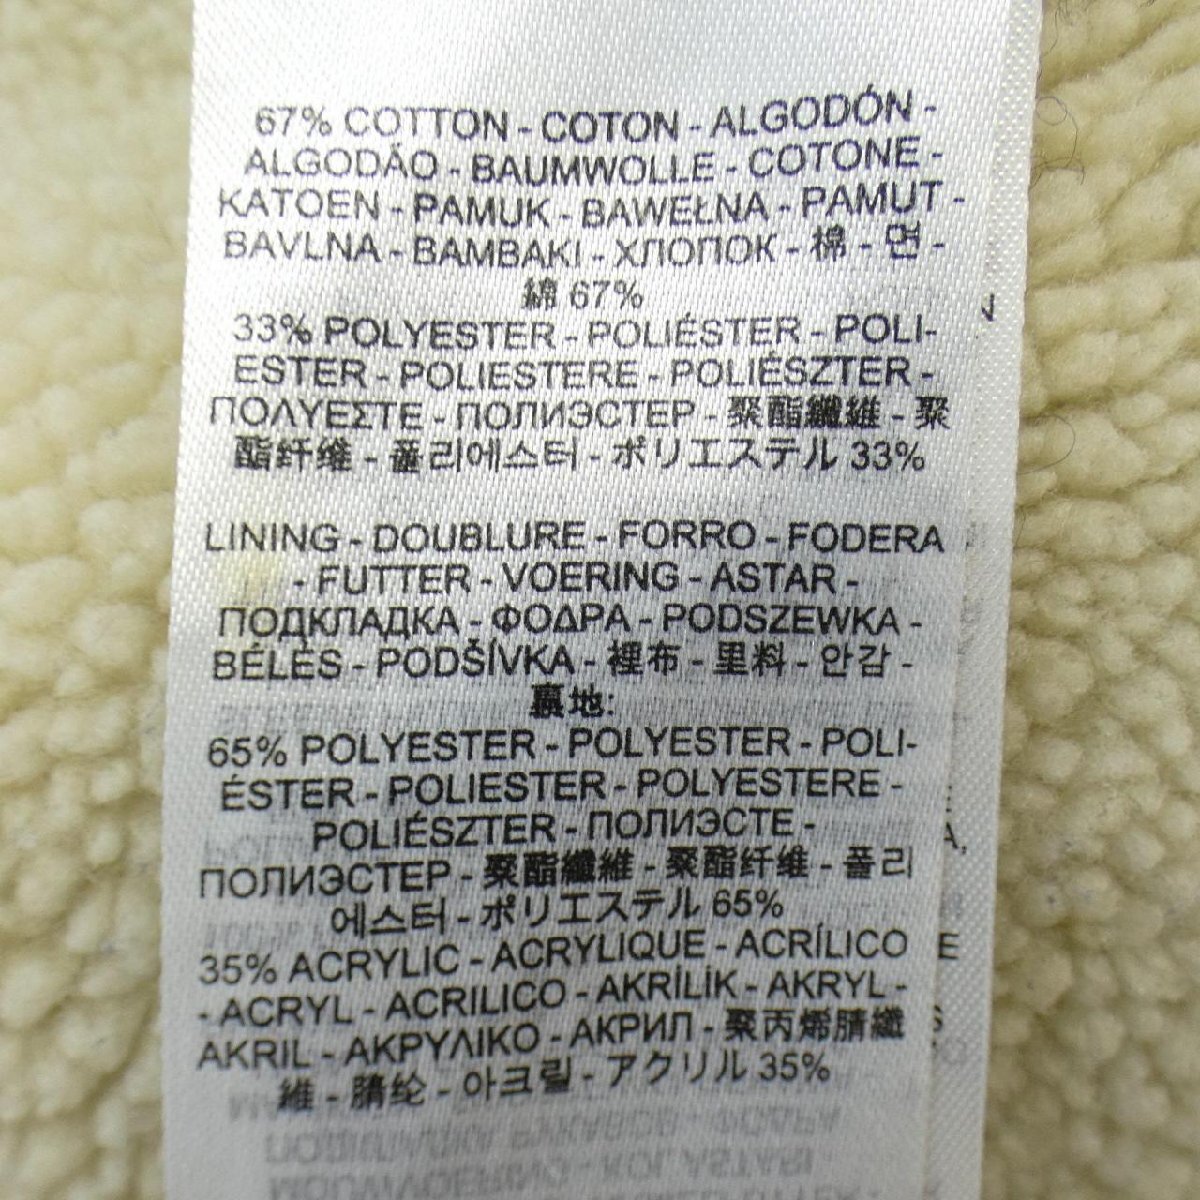 67% COTTON - COTON - ALGODÓN -
ALGODÃO - BAUMWOLLE - COTONE -
KATOEN - PAMUK - BAWEŁNA - PAMUT -
BAVLNA - BAMBAKI - ХЛОПОК - 棉 - 면 -
綿 67%
33% POLYESTER - POLIÉSTER - POLI-
ESTER - POLIESTERE - POLIÉSZTER -
ΠΟΛΥΕΣΤΕ - ПОЛИЭСТЕР - 聚酯纖維 - 聚
酯纤维 - 폴리에스터 - ポリエステル 33%
LINING - DOUBLURE - FORRO - FODERA
- FUTTER - VOERING - ASTAR -
ПОДКЛАДКА - ΦΟΔΡΑ - PODSZEWKA -
BÉLÉS - PODŠÍVKA - 裡布 - 里料 - 안감 -
裏地:
65% POLYESTER - POLYESTER - POLI-
ÉSTER - POLIESTER - POLYESTERE -
POLIÉSZTER - ПОЛИЭСТЕ -
ПОЛИЭСТЕР - 聚酯纖維 - 聚酯纤维 - 폴리
에스터 - ポリエステル 65%
35% ACRYLIC - ACRYLIQUE - ACRÍLICO
- ACRYL - ACRILICO - AKRİLİK - AKRYL -
AKRIL - ΑΚΡΥΛΙΚΟ - АКРИЛ - 聚丙烯腈纖
維 - 腈纶 - 아크릴 - アクリル 35%